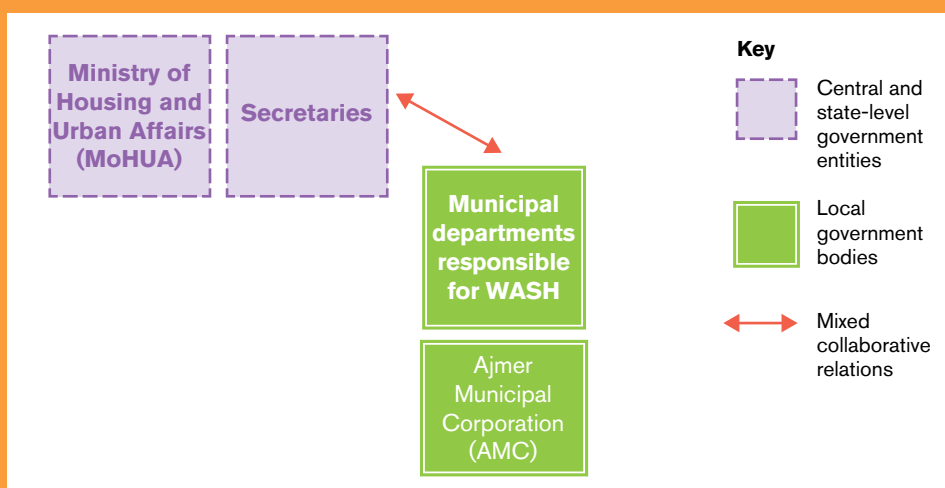 Ministry of
Housing and
Urban Affairs
(MoHUA)
Secretaries
Municipal
departments
responsible
for WASH
Ajmer
Municipal
Corporation
(AMC)
Key
Central and
state-level
government
entities
Local
government
bodies
Mixed
collaborative
relations